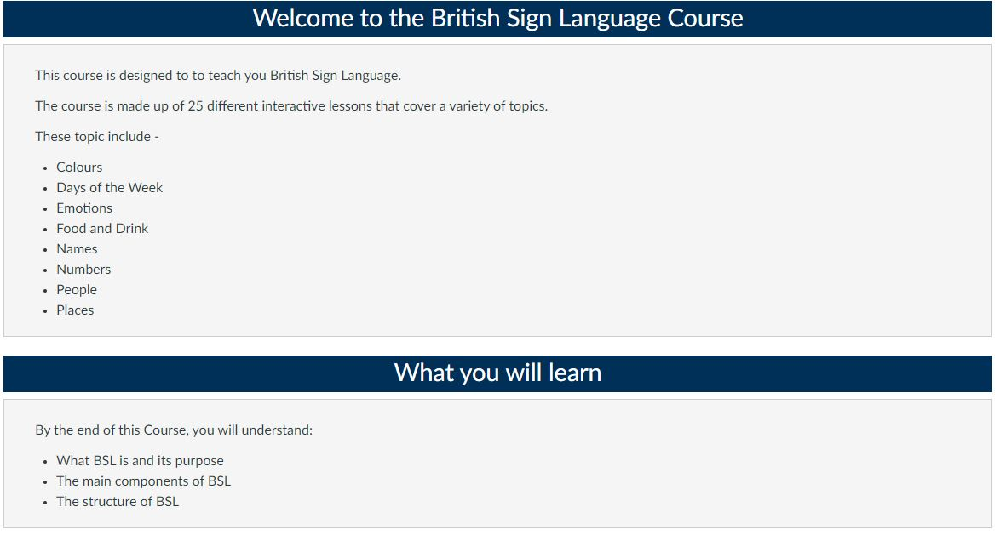 Welcome to the British Sign Language Course
This course is designed to to teach you British Sign Language.
The course is made up of 25 different interactive lessons that cover a variety of topics.
These topic include -
• Colours
• Days of the Week
• Emotions
• Food and Drink
• Names
• Numbers
• People
• Places
What you will learn
By the end of this Course, you will understand:
• What BSL is and its purpose
• The main components of BSL
• The structure of BSL